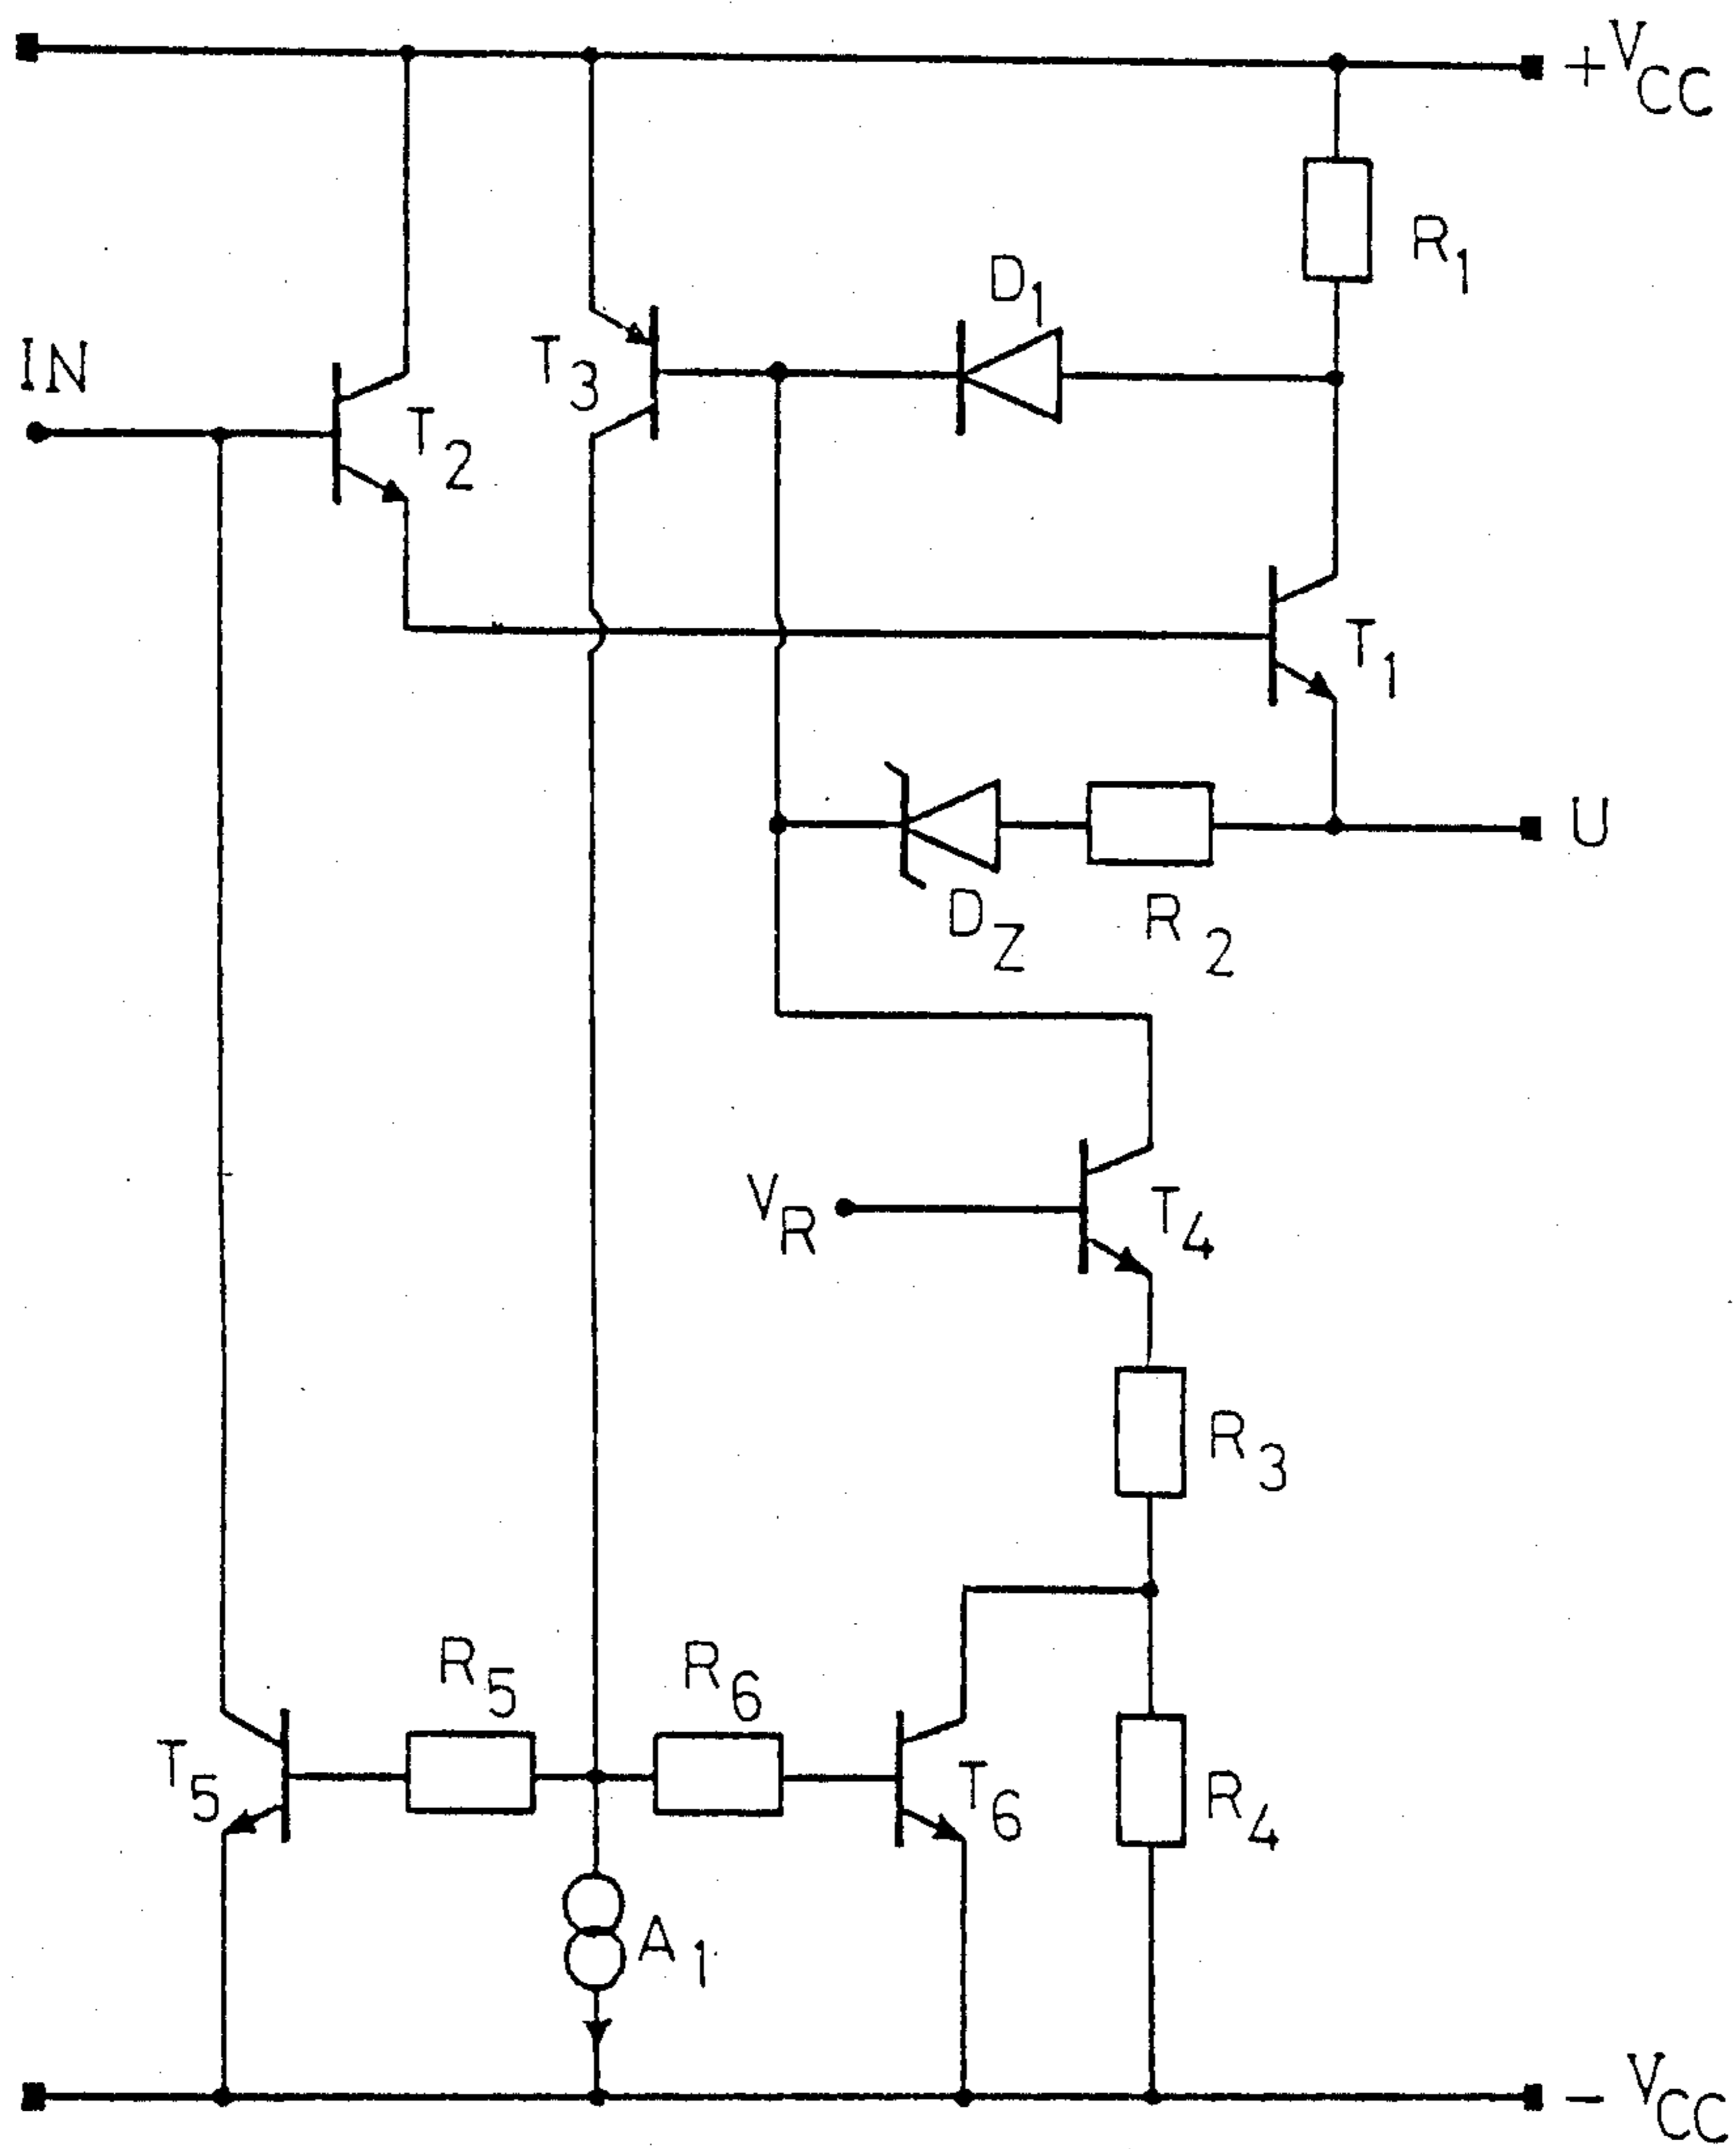 +VCC
R1
D1
IN
T3
T2
T1
U
DZ
R2
VR
T4
R3
R5
R6
T5
T6
R4
A1
- VCC